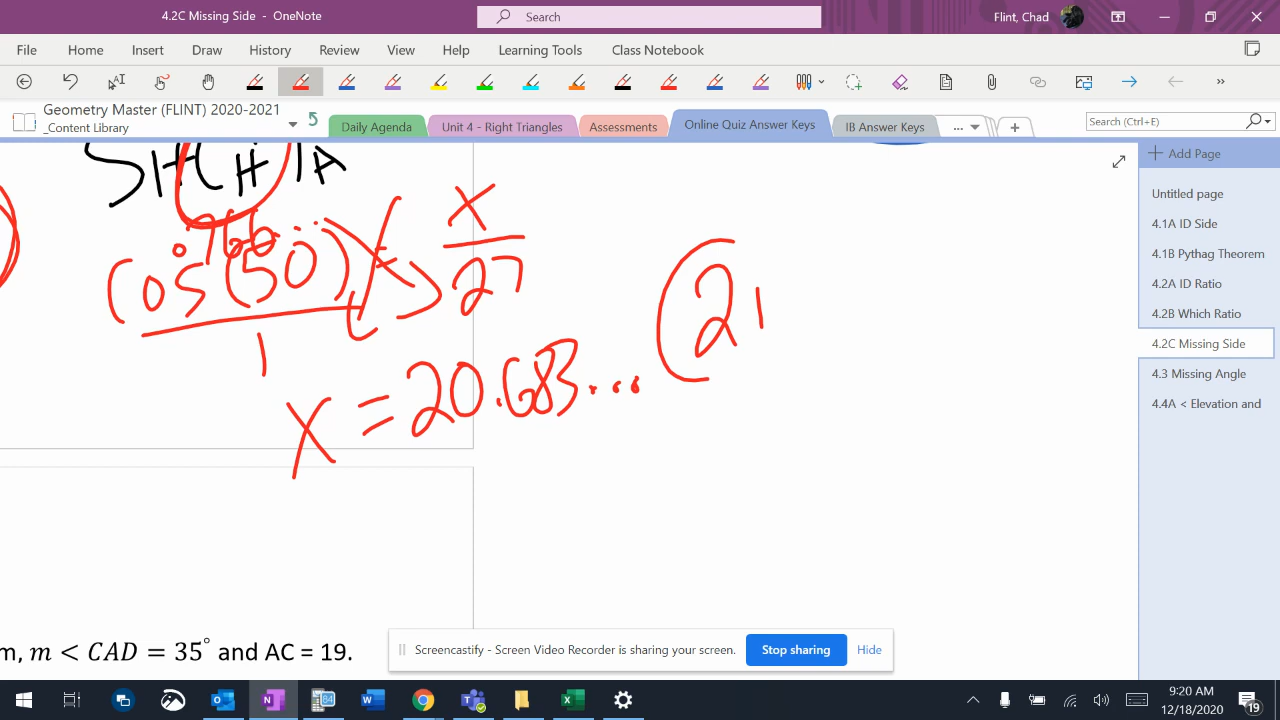 4.2C Missing Side - OneNote
Search
Flint, Chad
File Home Insert Draw History Review View Help Learning Tools Class Notebook
Geometry Master (FLINT) 2020-2021
_Content Library
Daily Agenda Unit 4 - Right Triangles Assessments Online Quiz Answer Keys IB Answer Keys ... + Search (Ctrl+E)
Add Page
Untitled page
4.1A ID Side
4.1B Pythag Theorem
4.2A ID Ratio
4.2B Which Ratio
4.2C Missing Side
4.3 Missing Angle
4.4A < Elevation and
.766
cos(50) = x
1 27
x = 20.683... (21
m, m < CAD = 35° and AC = 19.
Screencastify - Screen Video Recorder is sharing your screen. Stop sharing Hide
84
9:20 AM
12/18/2020
19